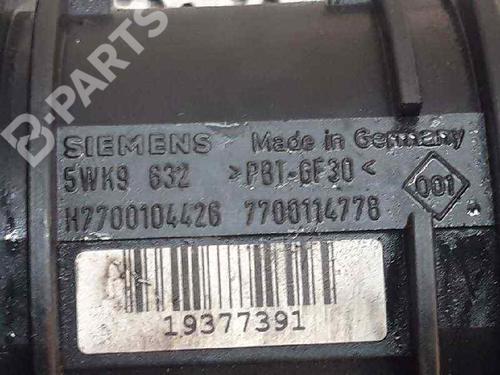 B-PARTS
SIEMENS Made in Germany
5WK9 632 >PBT-GF30< 001
H7700104426 7700114778
19377391